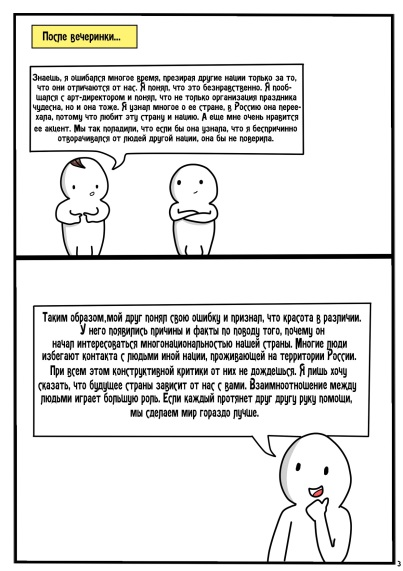 После вечеринки...
Знаешь, я ошибался многое время, презирая другие нации только за то,
что они отличаются от нас. Я понял, что это безнравственно. Я пооб-
щался с арт-директором и понял, что не только организация праздника
чудесна, но и она тоже. Я узнал многое о ее стране, в Россию она перее-
хала, потому что любит эту страну и нацию. А еще мне очень нравится
ее акцент. Мы так поладили, что если бы она узнала, что я беспричинно
отворачивался от людей другой нации, она бы не поверила.
Таким образом,мой друг понял свою ошибку и признал, что красота в различии.
У него появились причины и факты по поводу того, почему он
начал интересоваться многонациональностью нашей страны. Многие люди
избегают контакта с людьми иной нации, проживающей на территории России.
При всем этом конструктивной критики от них не дождешься. Я лишь хочу
сказать, что будущее страны зависит от нас с вами. Взаимноотношение между
людьми играет большую роль. Если каждый протянет друг другу руку помощи,
мы сделаем мир гораздо лучше.
3